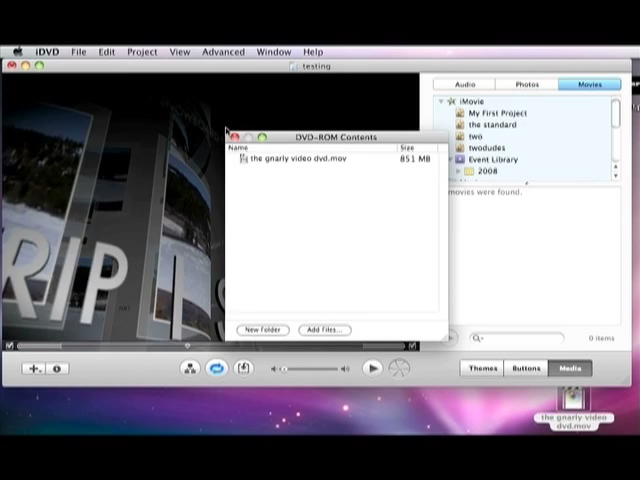 iDVD File Edit Project View Advanced Window Help
testing
Audio Photos Movies
iMovie
My First Project
the standard
two
twodudes
Event Library
2008
DVD-ROM Contents
Name Size
the gnarly video dvd.mov 851 MB
movies were found.
RIP I S
New Folder Add Files...
0 items
Themes Buttons Media
the gnarly video
dvd.mov